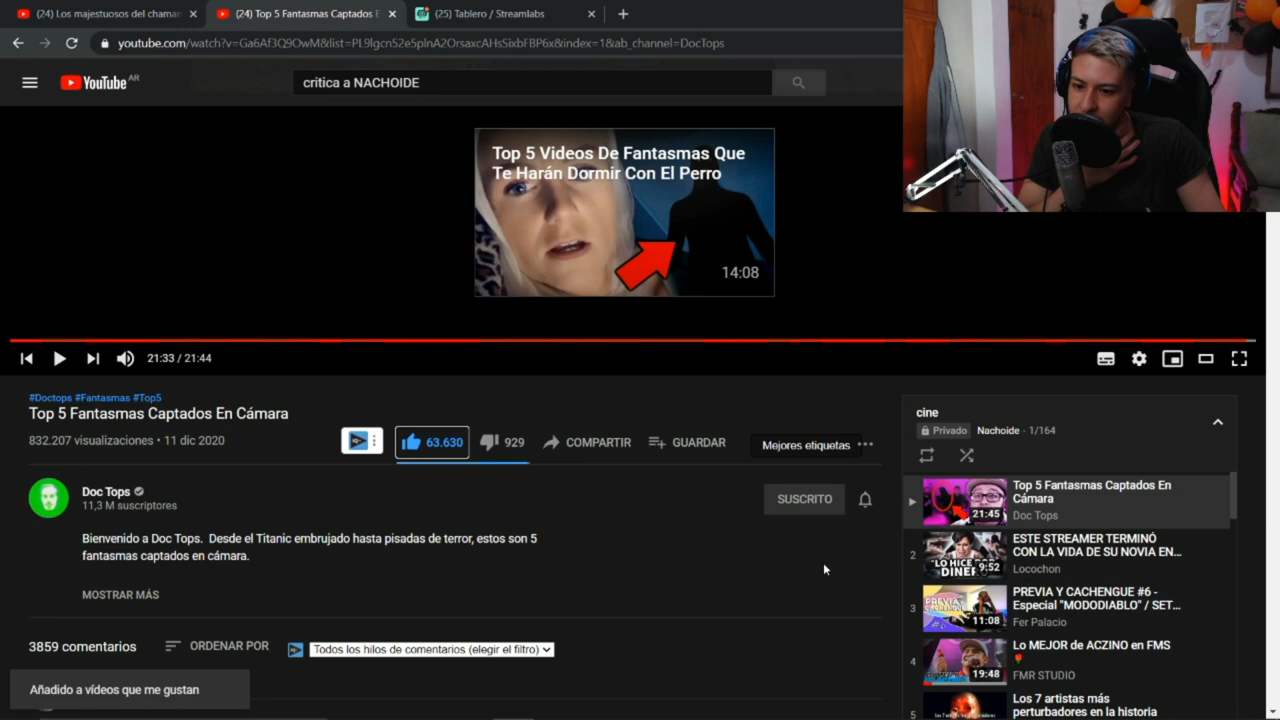 (24) Los majestuosos del chaman
(24) Top 5 Fantasmas Captados E
(25) Tablero / Streamlabs
youtube.com/watch?v=Ga6Af3Q9OwM&list=PL9lgcn52e5plnA2OrsaxcAHsSixbFBP6x&index=1&ab_channel=DocTops
YouTube AR
critica a NACHOIDE
Top 5 Videos De Fantasmas Que
Te Harán Dormir Con El Perro
14:08
21:33 / 21:44
#Doctops #Fantasmas #Top5
Top 5 Fantasmas Captados En Cámara
832.207 visualizaciones • 11 dic 2020
63.630
929
COMPARTIR
GUARDAR
Mejores etiquetas
Doc Tops
11,3 M suscriptores
SUSCRITO
Bienvenido a Doc Tops. Desde el Titanic embrujado hasta pisadas de terror, estos son 5
fantasmas captados en cámara.
MOSTRAR MÁS
3859 comentarios
ORDENAR POR
Todos los hilos de comentarios (elegir el filtro)
Añadido a vídeos que me gustan
cine
Privado Nachoide - 1/164
21:45
Top 5 Fantasmas Captados En
Cámara
Doc Tops
2
"LO HICE POR
DINERO"
9:52
ESTE STREAMER TERMINÓ
CON LA VIDA DE SU NOVIA EN...
Locochon
3
PREVIA Y
CACHENGUE
11:08
PREVIA Y CACHENGUE #6 -
Especial "MODODIABLO" / SET...
Fer Palacio
4
19:48
Lo MEJOR de ACZINO en FMS
FMR STUDIO
5
Los 7 artistas más
perturbadores en la historia